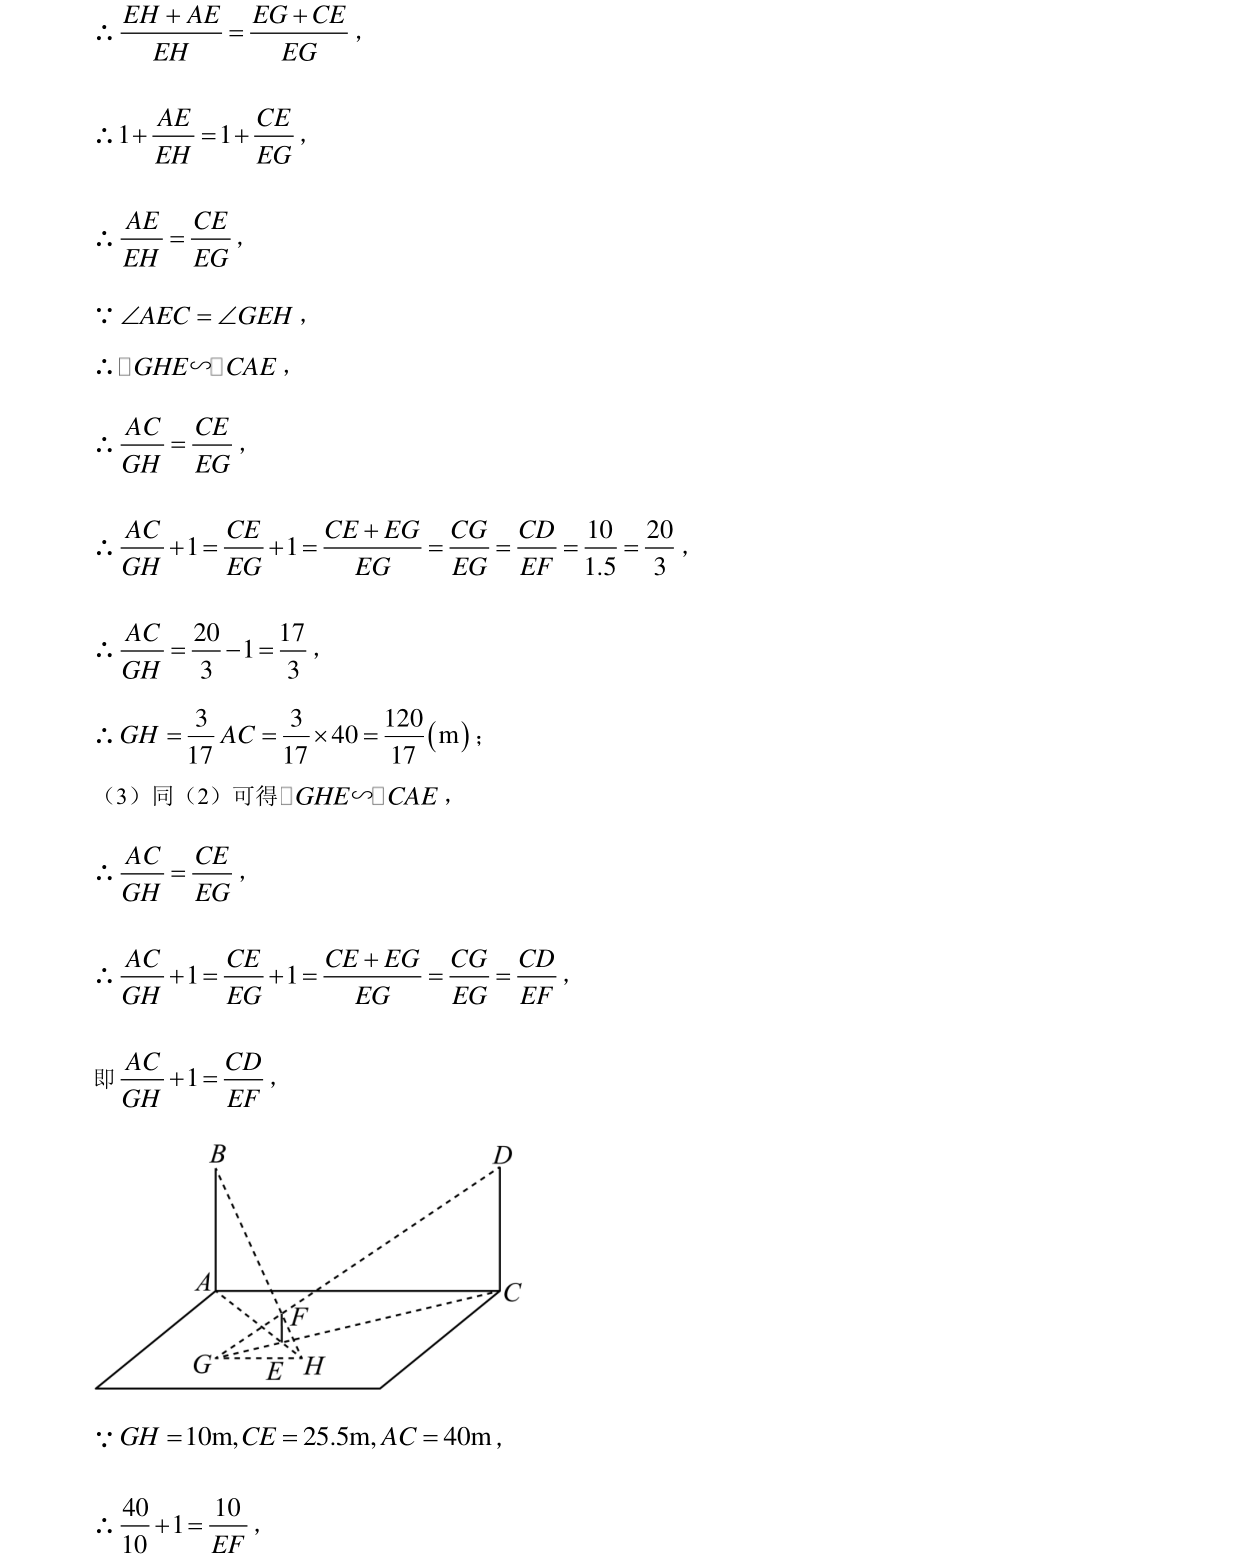 ∴ (EH + AE)/EH = (EG + CE)/EG ,
∴ 1 + AE/EH = 1 + CE/EG ,
∴ AE/EH = CE/EG ,
∵ ∠AEC = ∠GEH ,
∴ □GHE∽□CAE ,
∴ AC/GH = CE/EG ,
∴ AC/GH + 1 = CE/EG + 1 = (CE + EG)/EG = CG/EG = CD/EF = 10/1.5 = 20/3 ,
∴ AC/GH = 20/3 − 1 = 17/3 ,
∴ GH = 3/17 AC = 3/17 × 40 = 120/17 (m) ；
（3）同（2）可得□GHE∽□CAE ，
∴ AC/GH = CE/EG ,
∴ AC/GH + 1 = CE/EG + 1 = (CE + EG)/EG = CG/EG = CD/EF ,
即 AC/GH + 1 = CD/EF ,
B D
A C
F
G E H
∵ GH = 10m, CE = 25.5m, AC = 40m ,
∴ 40/10 + 1 = 10/EF ,